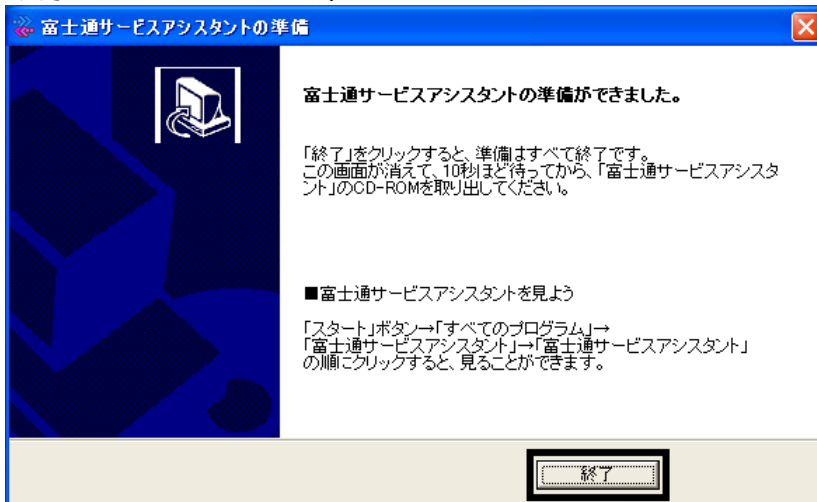 富士通サービスアシスタントの準備
富士通サービスアシスタントの準備ができました。
「終了」をクリックすると、準備はすべて終了です。
この画面が消えて、10秒ほど待ってから、「富士通サービスアシスタ
ント」のCD-ROMを取り出してください。
■富士通サービスアシスタントを見よう
「スタート」ボタン→「すべてのプログラム」→
「富士通サービスアシスタント」→「富士通サービスアシスタント」
の順にクリックすると、見ることができます。
終了